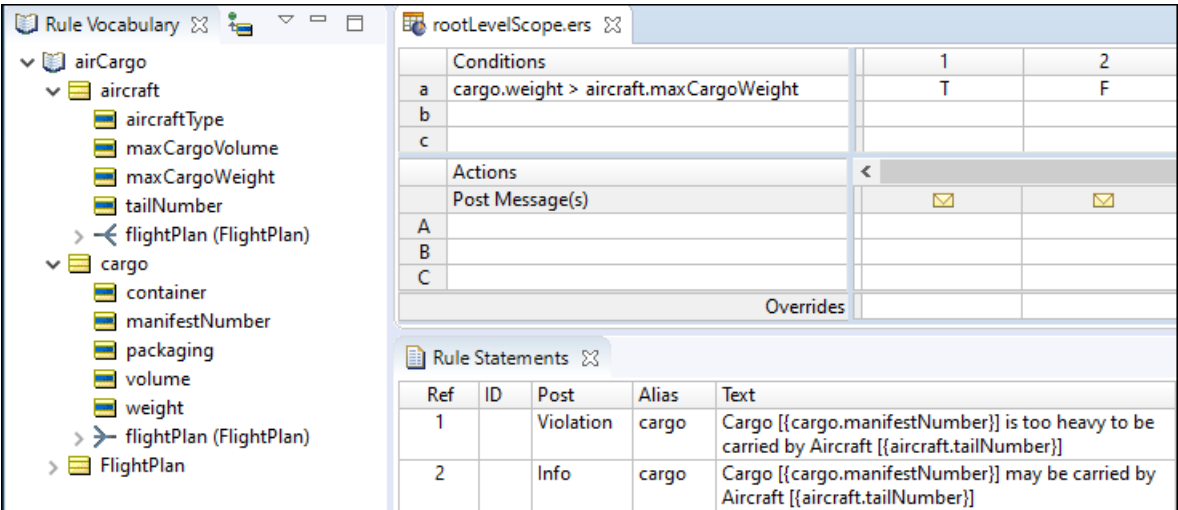 Rule Vocabulary
airCargo
aircraft
aircraftType
maxCargoVolume
maxCargoWeight
tailNumber
flightPlan (FlightPlan)
cargo
container
manifestNumber
packaging
volume
weight
flightPlan (FlightPlan)
FlightPlan
rootLevelScope.ers
Conditions 1 2
a cargo.weight > aircraft.maxCargoWeight T F
b
c
Actions <
Post Message(s)
A
B
C
Overrides
Rule Statements
Ref ID Post Alias Text
1 Violation cargo Cargo [{cargo.manifestNumber}] is too heavy to be
carried by Aircraft [{aircraft.tailNumber}]
2 Info cargo Cargo [{cargo.manifestNumber}] may be carried by
Aircraft [{aircraft.tailNumber}]